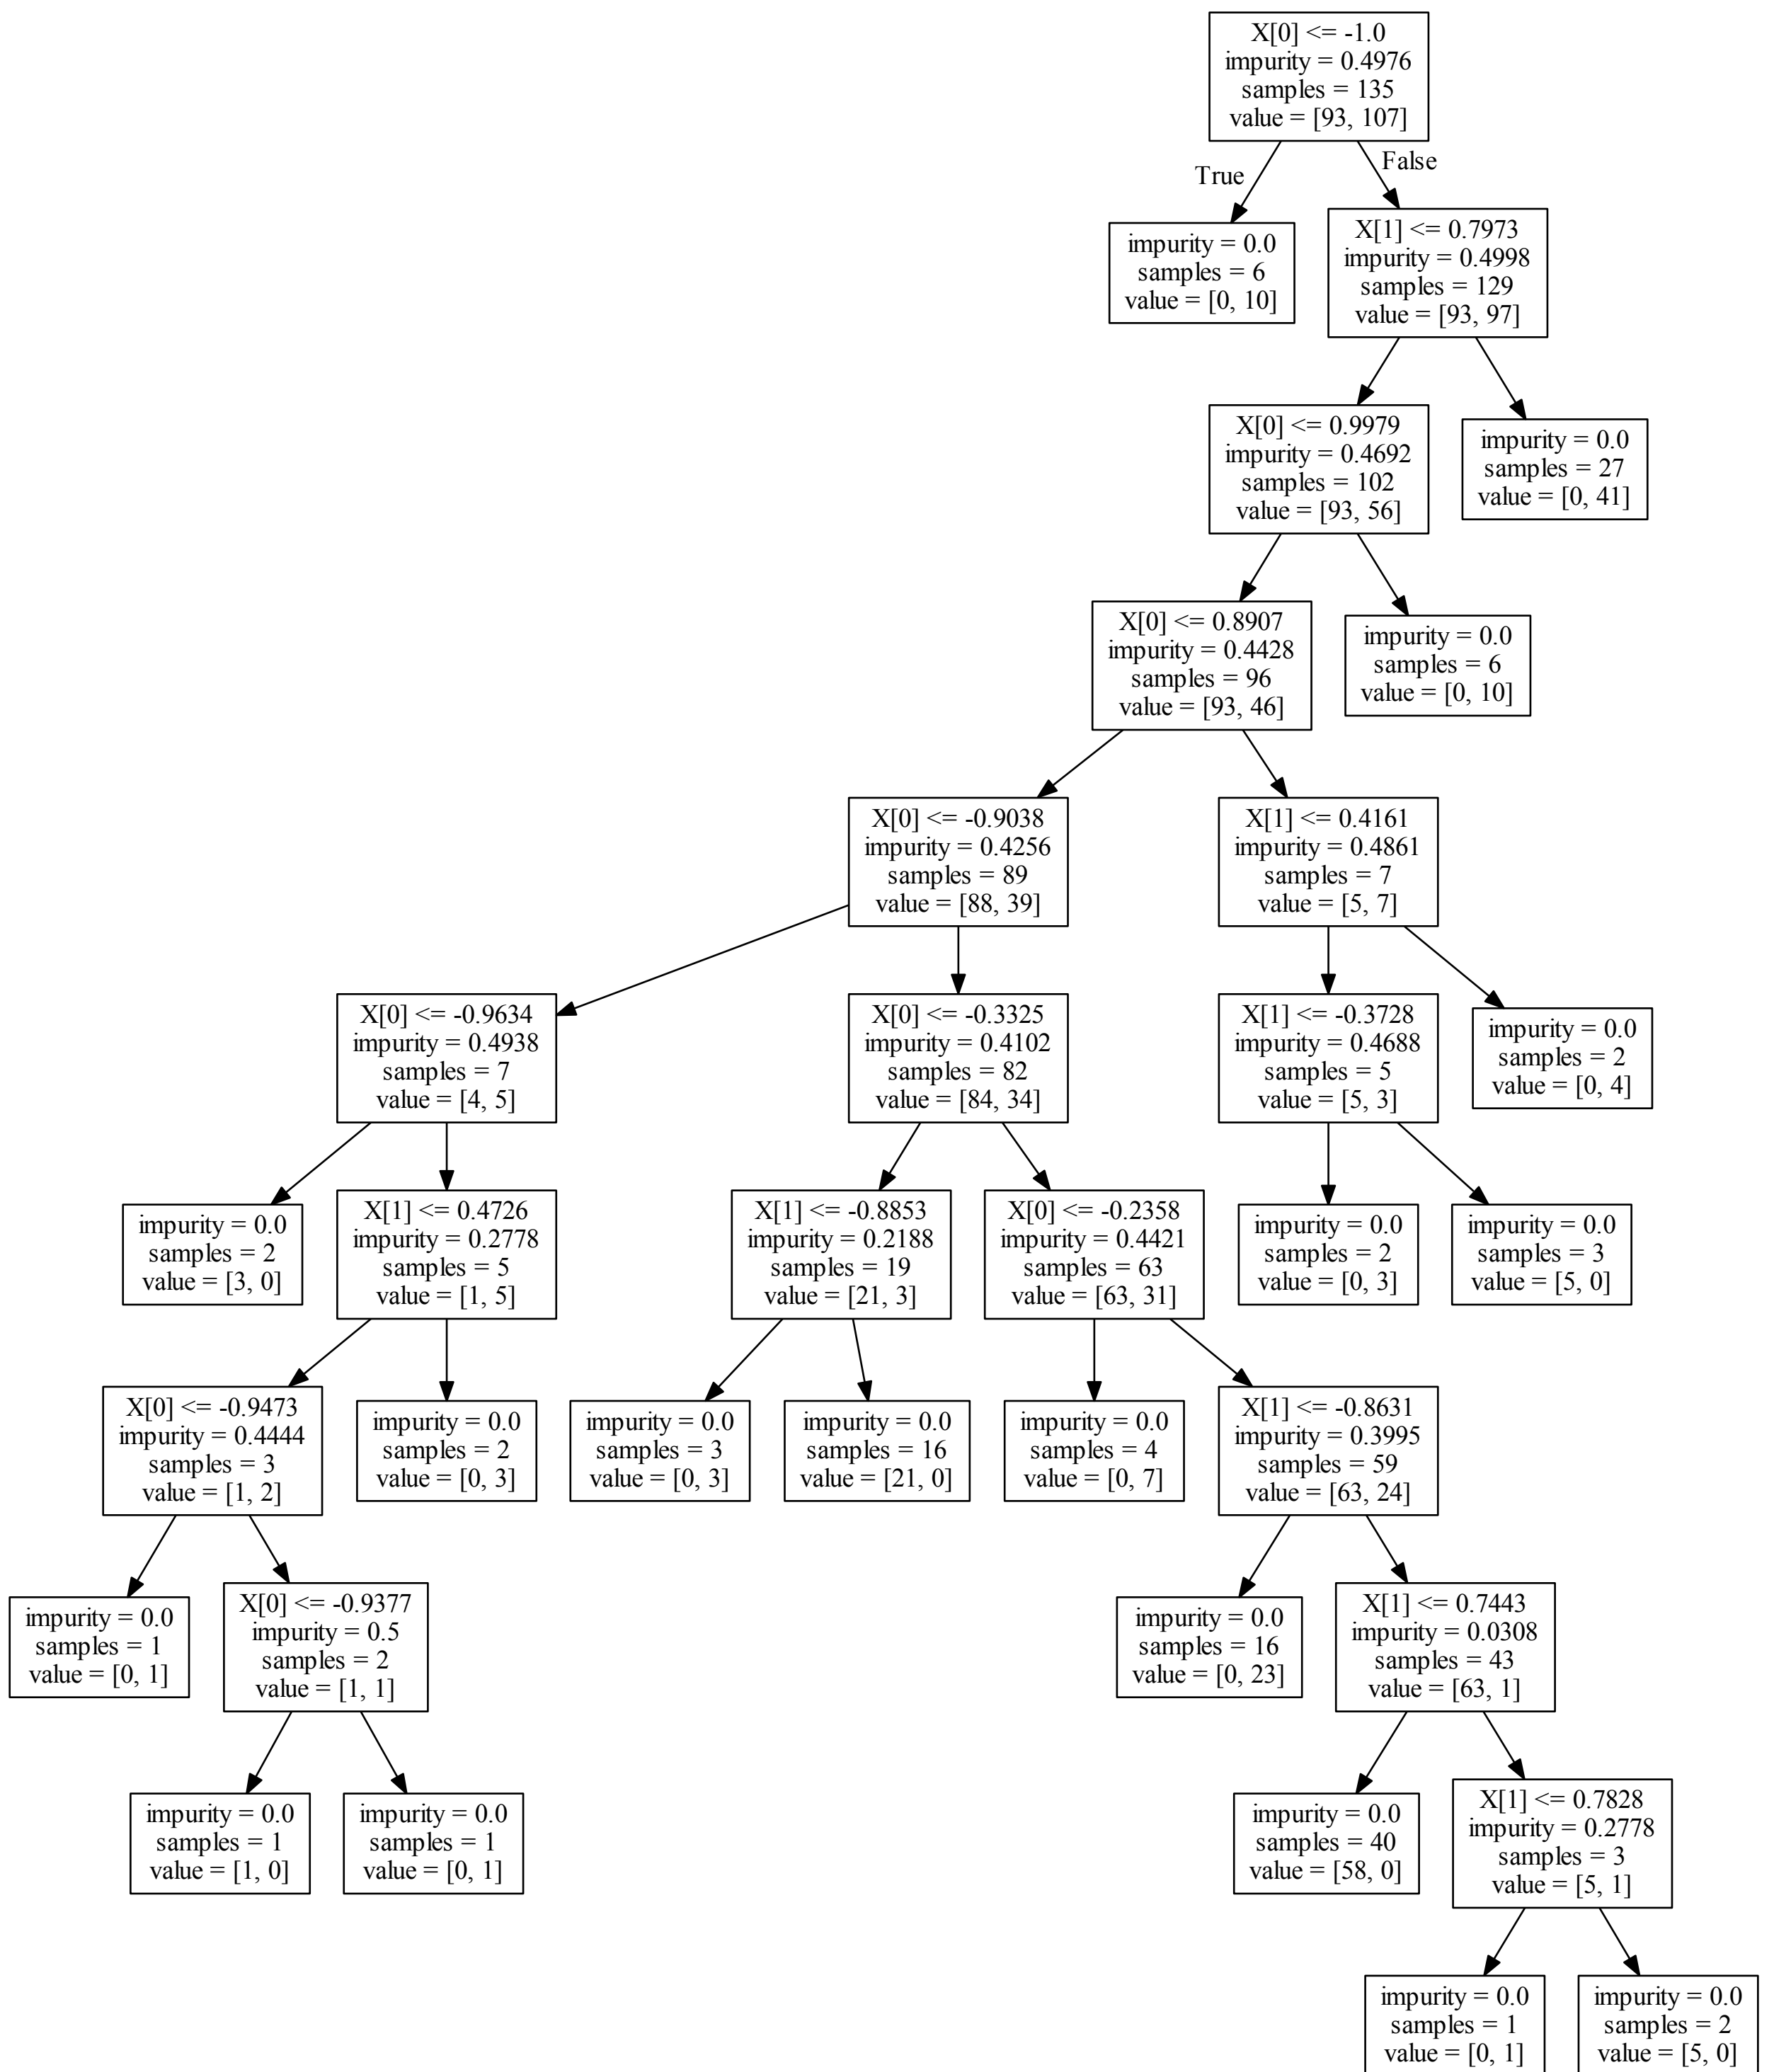 X[0] <= -1.0
impurity = 0.4976
samples = 135
value = [93, 107]
True
False
impurity = 0.0
samples = 6
value = [0, 10]
X[1] <= 0.7973
impurity = 0.4998
samples = 129
value = [93, 97]
X[0] <= 0.9979
impurity = 0.4692
samples = 102
value = [93, 56]
impurity = 0.0
samples = 27
value = [0, 41]
X[0] <= 0.8907
impurity = 0.4428
samples = 96
value = [93, 46]
impurity = 0.0
samples = 6
value = [0, 10]
X[0] <= -0.9038
impurity = 0.4256
samples = 89
value = [88, 39]
X[1] <= 0.4161
impurity = 0.4861
samples = 7
value = [5, 7]
X[0] <= -0.9634
impurity = 0.4938
samples = 7
value = [4, 5]
X[0] <= -0.3325
impurity = 0.4102
samples = 82
value = [84, 34]
X[1] <= -0.3728
impurity = 0.4688
samples = 5
value = [5, 3]
impurity = 0.0
samples = 2
value = [0, 4]
impurity = 0.0
samples = 2
value = [3, 0]
X[1] <= 0.4726
impurity = 0.2778
samples = 5
value = [1, 5]
X[1] <= -0.8853
impurity = 0.2188
samples = 19
value = [21, 3]
X[0] <= -0.2358
impurity = 0.4421
samples = 63
value = [63, 31]
impurity = 0.0
samples = 2
value = [0, 3]
impurity = 0.0
samples = 3
value = [5, 0]
X[0] <= -0.9473
impurity = 0.4444
samples = 3
value = [1, 2]
impurity = 0.0
samples = 2
value = [0, 3]
impurity = 0.0
samples = 3
value = [0, 3]
impurity = 0.0
samples = 16
value = [21, 0]
impurity = 0.0
samples = 4
value = [0, 7]
X[1] <= -0.8631
impurity = 0.3995
samples = 59
value = [63, 24]
impurity = 0.0
samples = 1
value = [0, 1]
X[0] <= -0.9377
impurity = 0.5
samples = 2
value = [1, 1]
impurity = 0.0
samples = 16
value = [0, 23]
X[1] <= 0.7443
impurity = 0.0308
samples = 43
value = [63, 1]
impurity = 0.0
samples = 1
value = [1, 0]
impurity = 0.0
samples = 1
value = [0, 1]
impurity = 0.0
samples = 40
value = [58, 0]
X[1] <= 0.7828
impurity = 0.2778
samples = 3
value = [5, 1]
impurity = 0.0
samples = 1
value = [0, 1]
impurity = 0.0
samples = 2
value = [5, 0]